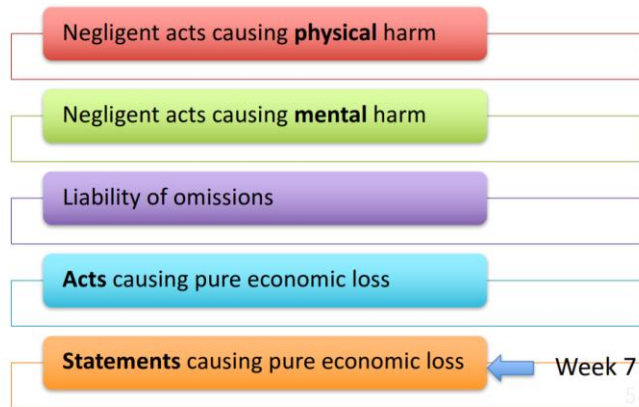 Negligent acts causing physical harm
Negligent acts causing mental harm
Liability of omissions
Acts causing pure economic loss
Statements causing pure economic loss
Week 7
5